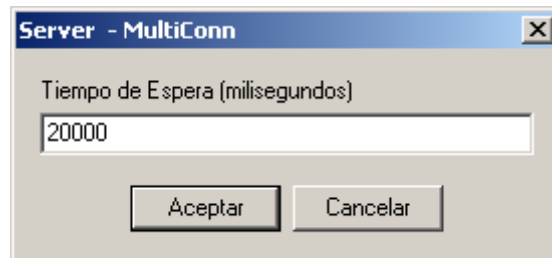 Server - MultiConn
Tiempo de Espera (milisegundos)
20000
Aceptar
Cancelar